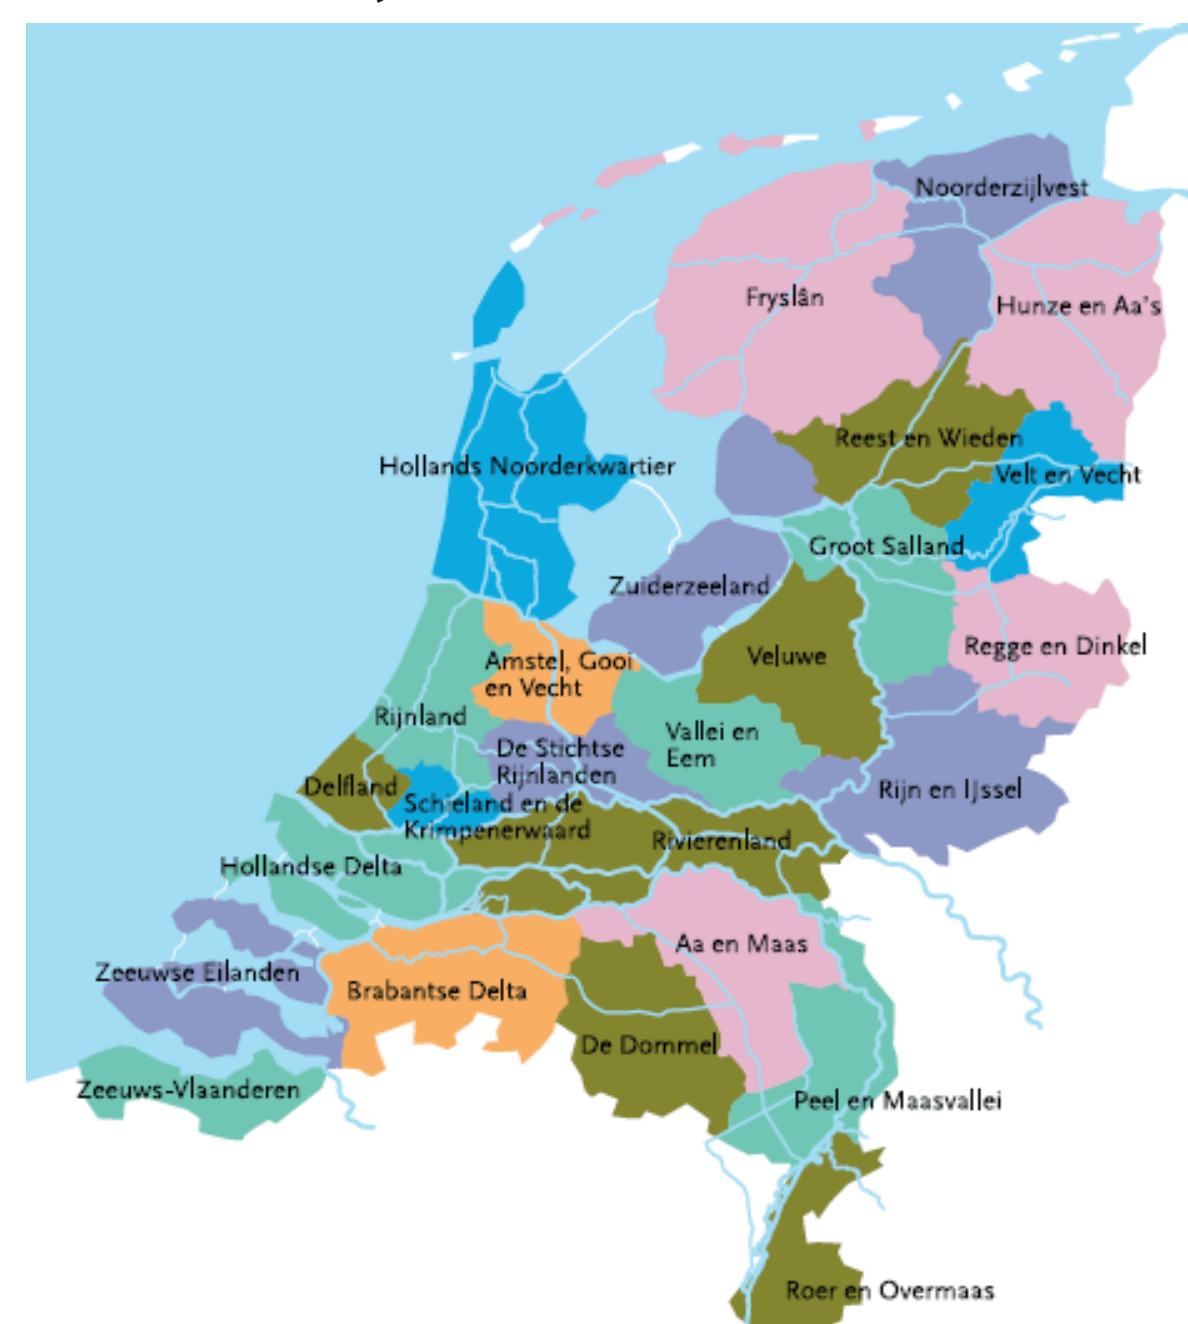 Noorderzijlvest
Fryslân
Hunze en Aa's
Reest en Wieden
Hollands Noorderkwartier
Velt en Vecht
Groot Salland
Zuiderzeeland
Regge en Dinkel
Veluwe
Amstel, Gooi
en Vecht
Rijnland
Vallei en
Eem
De Stichtse
Rijnlanden
Delfland
Rijn en IJssel
Schieland en de
Krimpenerwaard
Rivierenland
Hollandse Delta
Aa en Maas
Zeeuwse Eilanden
Brabantse Delta
De Dommel
Zeeuws-Vlaanderen
Peel en Maasvallei
Roer en Overmaas